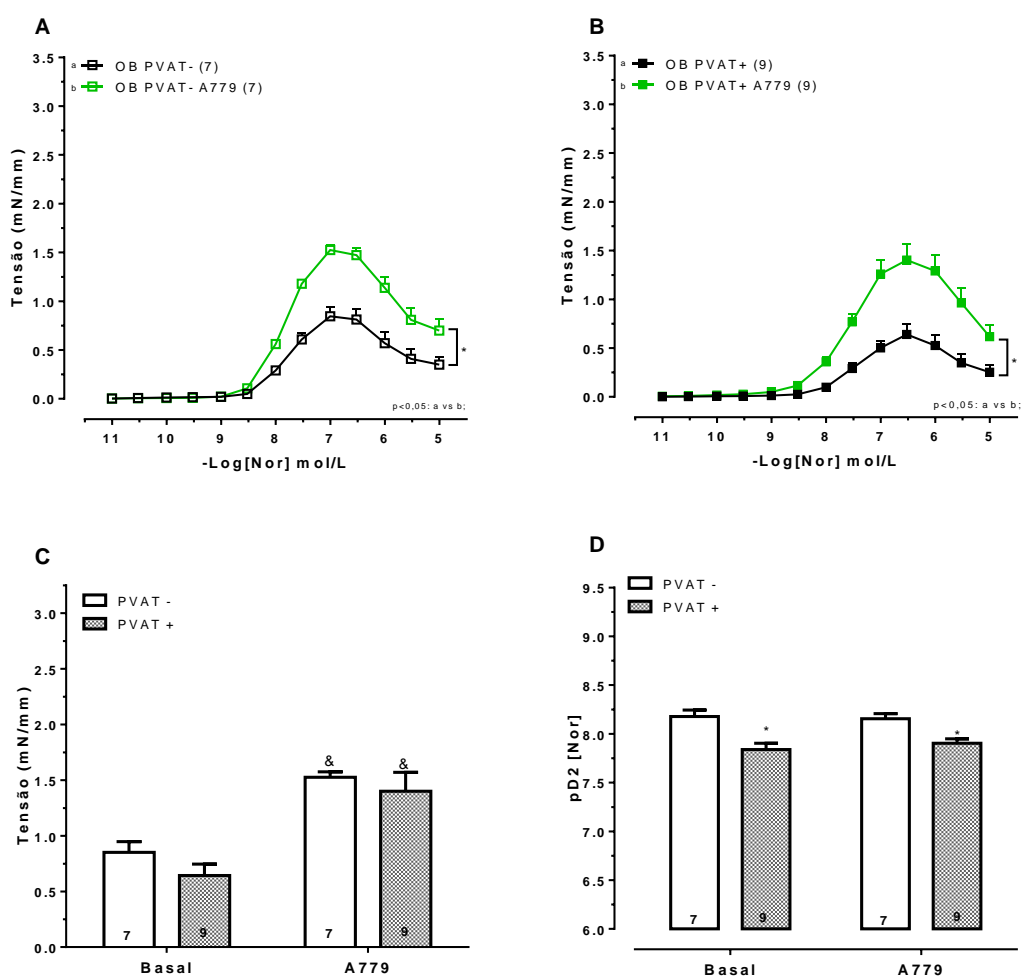 A
a OB PVAT- (7)
b OB PVAT- A779 (7)
Tensão (mN/mm)
3.5
3.0
2.5
2.0
1.5
1.0
0.5
0.0
*
p<0,05: a vs b;
11 10 9 8 7 6 5
-Log[Nor] mol/L
B
a OB PVAT+ (9)
b OB PVAT+ A779 (9)
Tensão (mN/mm)
3.5
3.0
2.5
2.0
1.5
1.0
0.5
0.0
*
p<0,05: a vs b;
11 10 9 8 7 6 5
-Log[Nor] mol/L
C
PVAT -
PVAT +
Tensão (mN/mm)
3.0
2.5
2.0
1.5
1.0
0.5
0.0
& &
7 9 7 9
Basal A779
D
PVAT -
PVAT +
pD2 [Nor]
9.5
9.0
8.5
8.0
7.5
7.0
6.5
6.0
* *
7 9 7 9
Basal A779